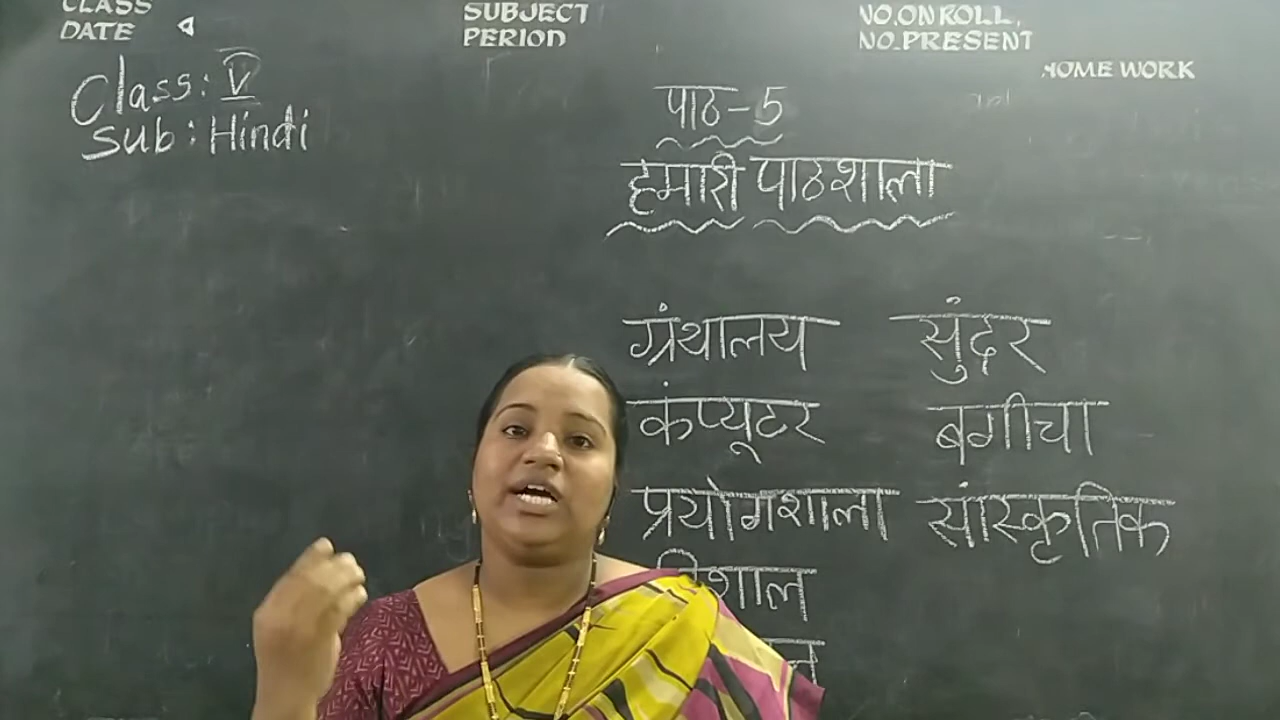 CLASS
DATE
SUBJECT
PERIOD
NO.ON ROLL.
NO.PRESENT
HOME WORK
Class: V
Sub: Hindi
पाठ-5
हमारी पाठशाला
ग्रंथालय सुंदर
कंप्यूटर बगीचा
प्रयोगशाला सांस्कृतिक
विशाल